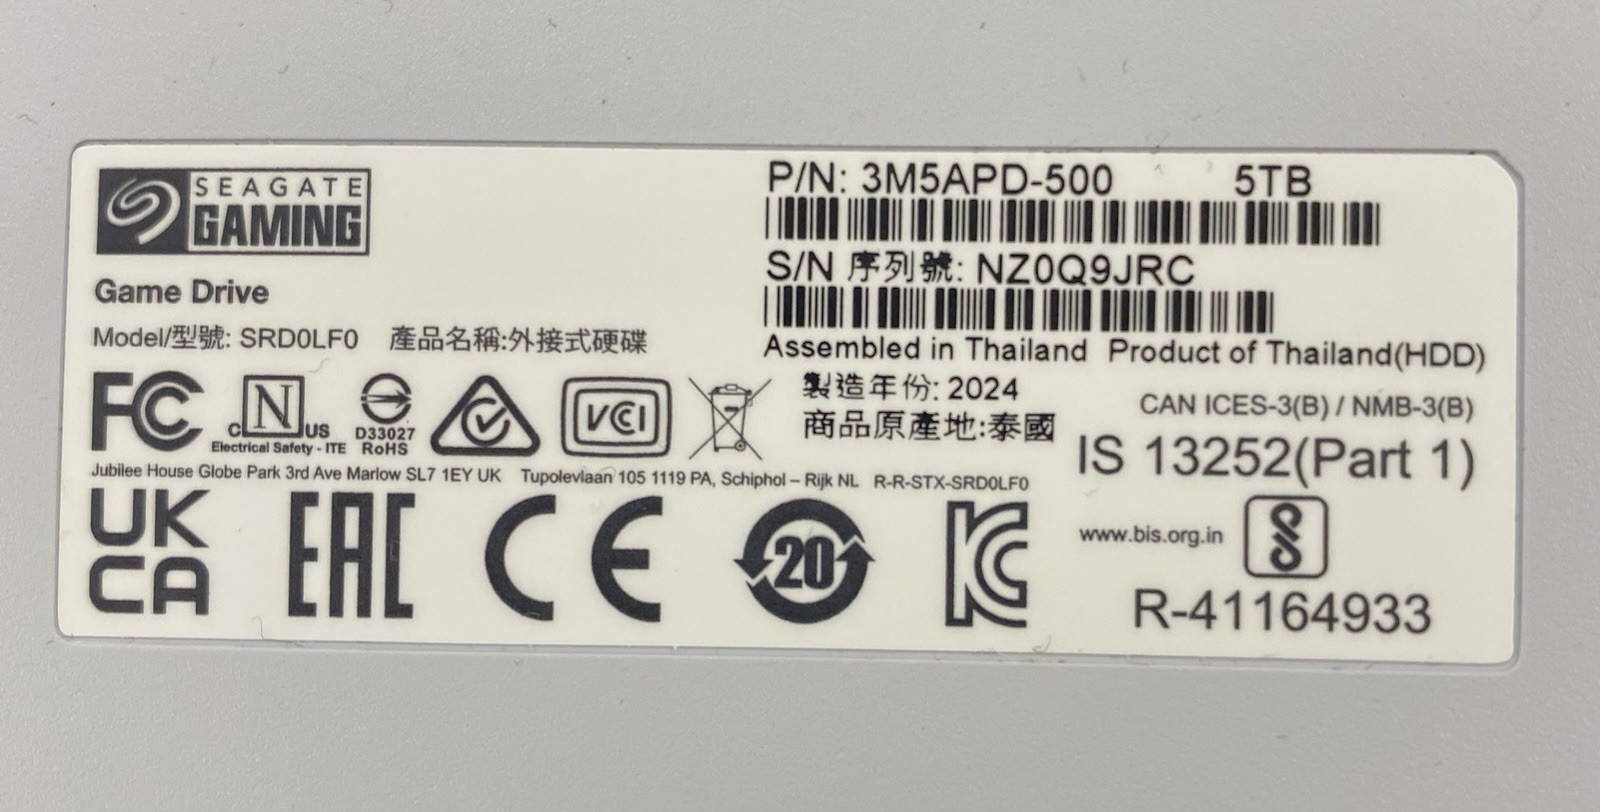 SEAGATE
GAMING
Game Drive
Model/型號: SRD0LF0 產品名稱:外接式硬碟
P/N: 3M5APD-500 5TB
S/N 序列號: NZ0Q9JRC
Assembled in Thailand Product of Thailand(HDD)
製造年份: 2024
商品原產地:泰國
CAN ICES-3(B) / NMB-3(B)
IS 13252(Part 1)
FC
C N US
Electrical Safety - ITE
D33027
RoHS
VCI
Jubilee House Globe Park 3rd Ave Marlow SL7 1EY UK Tupolevlaan 105 1119 PA, Schiphol – Rijk NL R-R-STX-SRD0LF0
UK
CA
EAC
CE
20
KC
www.bis.org.in
R-41164933